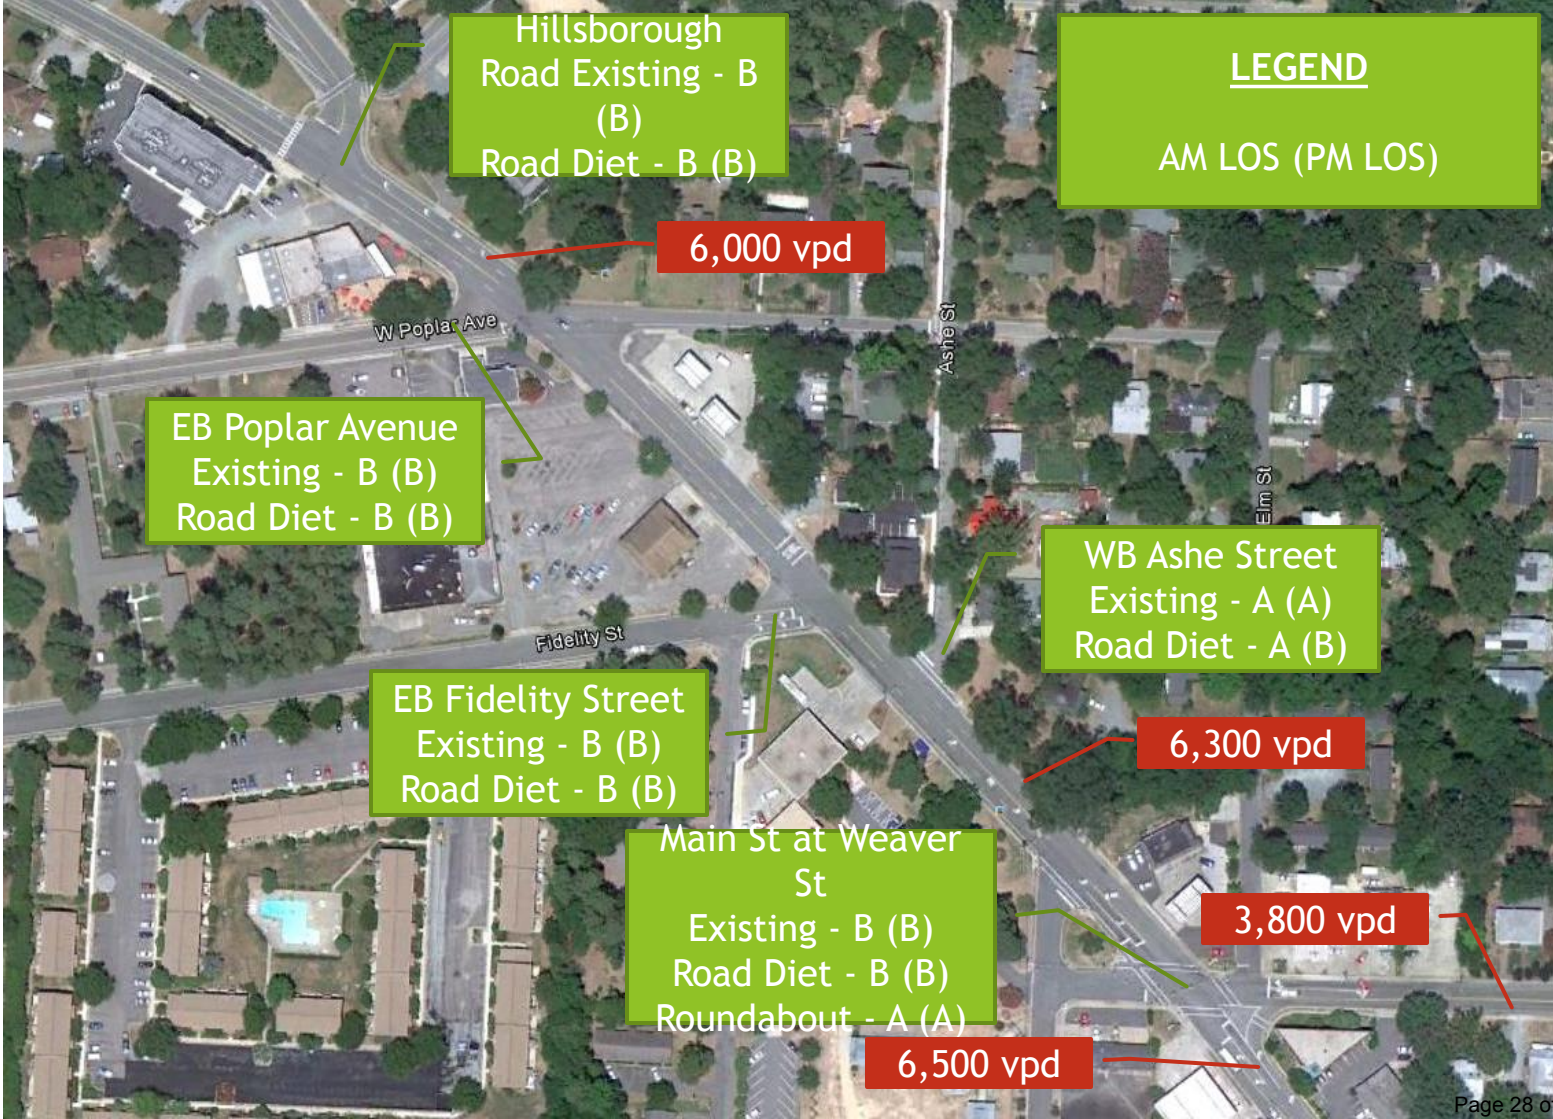 Hillsborough
Road Existing - B
(B)
Road Diet - B (B)
LEGEND
AM LOS (PM LOS)
6,000 vpd
W Poplar Ave
Ashe St
EB Poplar Avenue
Existing - B (B)
Road Diet - B (B)
Elm St
WB Ashe Street
Existing - A (A)
Road Diet - A (B)
Fidelity St
EB Fidelity Street
Existing - B (B)
Road Diet - B (B)
6,300 vpd
Main St at Weaver
St
Existing - B (B)
Road Diet - B (B)
Roundabout - A (A)
3,800 vpd
6,500 vpd
Page 28 o